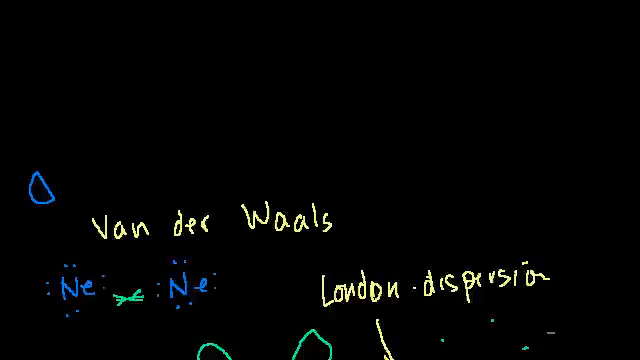 Van der Waals
:Ne: :Ne:
London dispersion